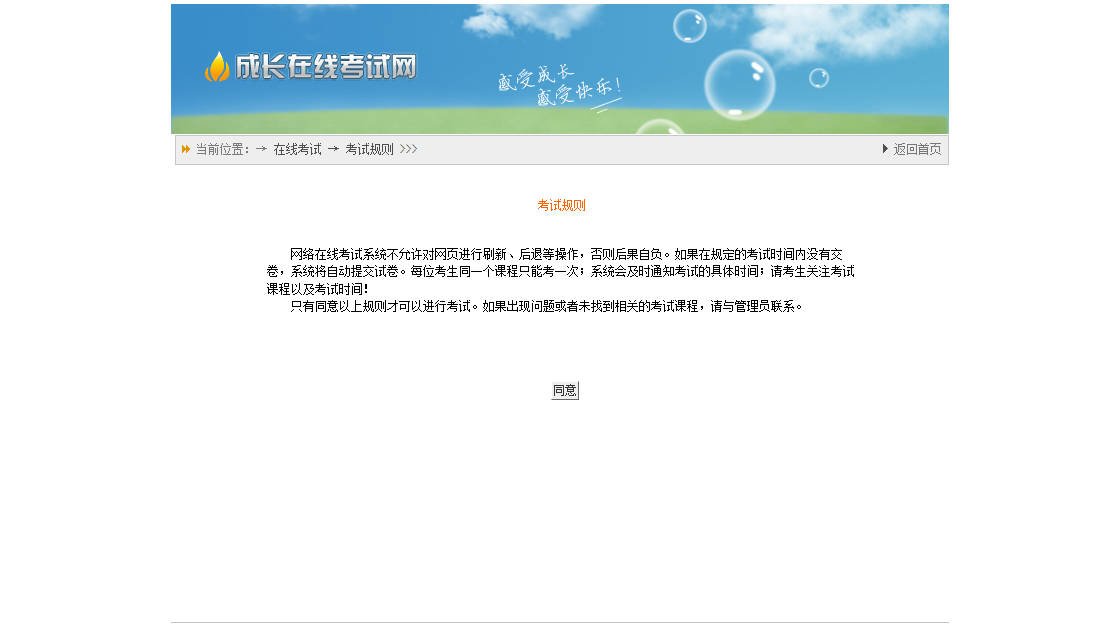 成长在线考试网
感受成长
感受快乐！
当前位置：→ 在线考试 → 考试规则 >>>
返回首页
考试规则
网络在线考试系统不允许对网页进行刷新、后退等操作，否则后果自负。如果在规定的考试时间内没有交
卷，系统将自动提交试卷。每位考生同一个课程只能考一次；系统会及时通知考试的具体时间；请考生关注考试
课程以及考试时间！
只有同意以上规则才可以进行考试。如果出现问题或者未找到相关的考试课程，请与管理员联系。
同意